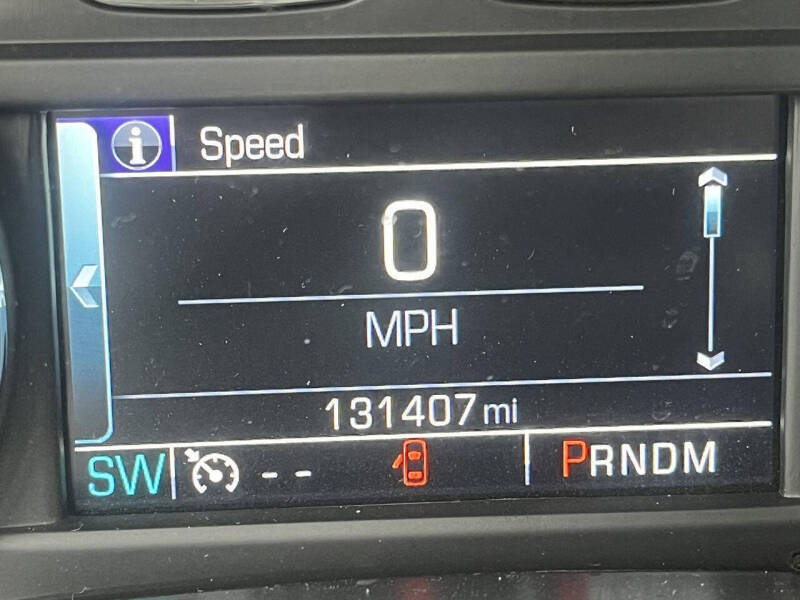 i Speed
0
MPH
131407 mi
SW -- PRNDM